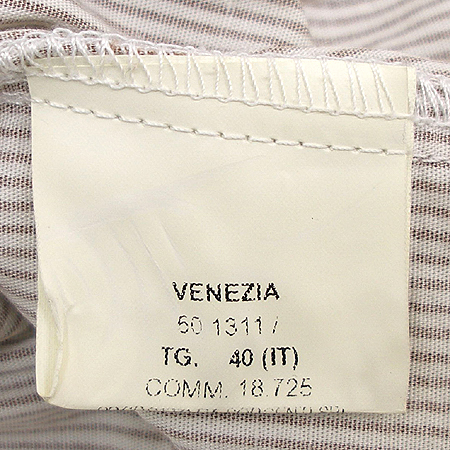 VENEZIA
50 1311 /
TG. 40 (IT)
COMM. 18.725